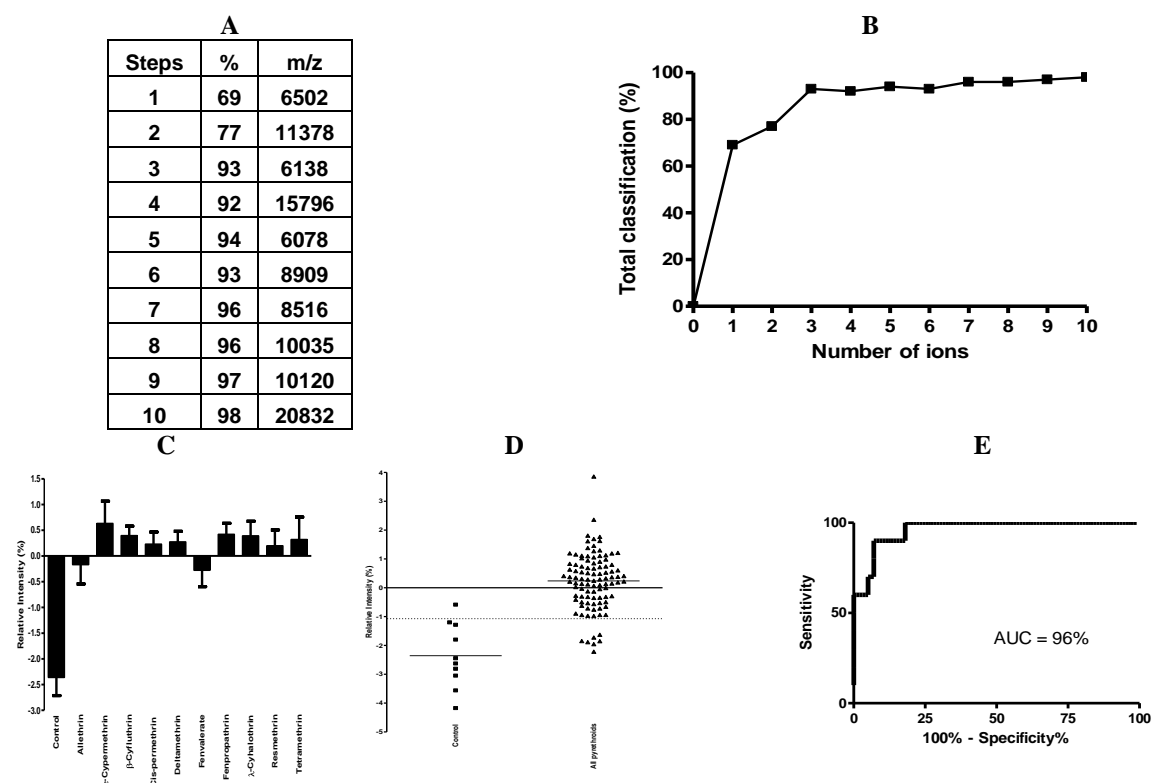 A
Steps % m/z
1 69 6502
2 77 11378
3 93 6138
4 92 15796
5 94 6078
6 93 8909
7 96 8516
8 96 10035
9 97 10120
10 98 20832
B
Total classification (%)
100
80
60
40
20
0
0 1 2 3 4 5 6 7 8 9 10
Number of ions
C
Relative Intensity (%)
1.5
1.0
0.5
0.0
-0.5
-1.0
-1.5
-2.0
-2.5
-3.0
Control
Allethrin
-Cypermethrin
β-Cyfluthrin
Cis-permethrin
Deltamethrin
Fenvalerate
Fenpropathrin
λ-Cyhalothrin
Resmethrin
Tetramethrin
D
Relative Intensity (%)
4
3
2
1
0
-1
-2
-3
-4
-5
Control
All pyrethroids
E
Sensitivity
100
50
0
AUC = 96%
0 25 50 75 100
100% - Specificity%